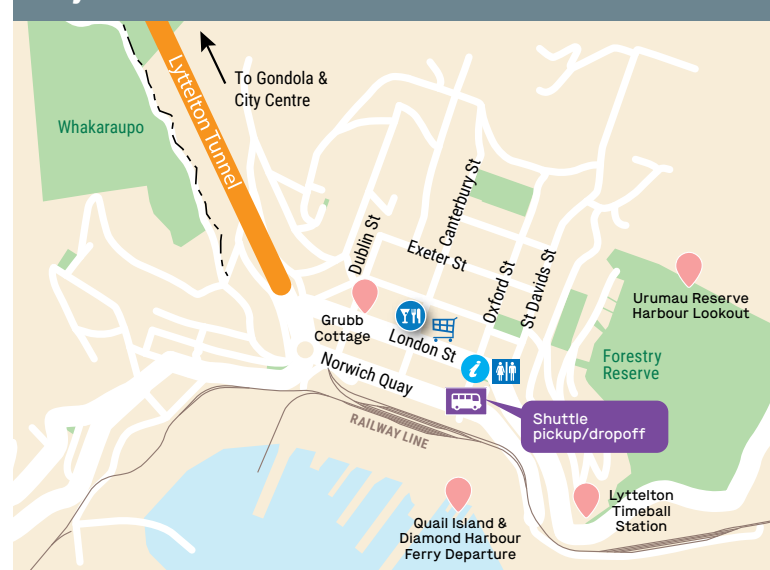 To Gondola &
City Centre
Lyttelton Tunnel
Whakaraupo
Canterbury St
Dublin St
Exeter St
Oxford St
St Davids St
Urumau Reserve
Harbour Lookout
Grubb
Cottage
London St
Forestry
Reserve
Norwich Quay
i
Shuttle
pickup/dropoff
RAILWAY LINE
Lyttelton
Timeball
Station
Quail Island &
Diamond Harbour
Ferry Departure